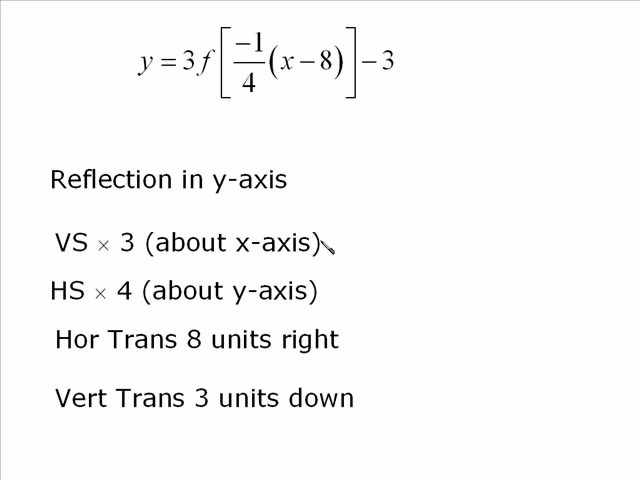 y = 3f[-1/4(x-8)]-3
Reflection in y-axis
VS × 3 (about x-axis)
HS × 4 (about y-axis)
Hor Trans 8 units right
Vert Trans 3 units down